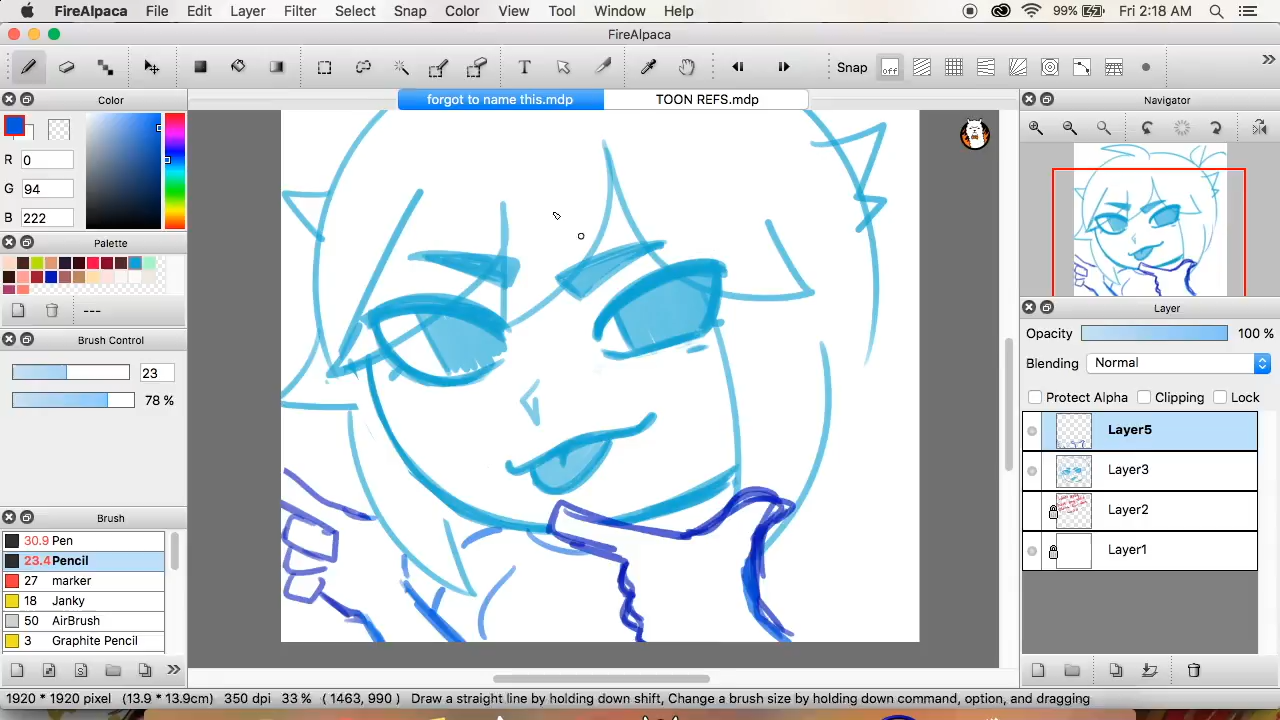 FireAlpaca File Edit Layer Filter Select Snap Color View Tool Window Help 99% Fri 2:18 AM
FireAlpaca
Snap off
forgot to name this.mdp TOON REFS.mdp
Color
R 0
G 94
B 222
Palette
---
Brush Control
23
78 %
Brush
30.9 Pen
23.4 Pencil
27 marker
18 Janky
50 AirBrush
3 Graphite Pencil
Navigator
Layer
Opacity 100 %
Blending Normal
Protect Alpha Clipping Lock
Layer5
Layer3
Layer2
Layer1
1920 * 1920 pixel (13.9 * 13.9cm) 350 dpi 33 % ( 1463, 990 ) Draw a straight line by holding down shift, Change a brush size by holding down command, option, and dragging